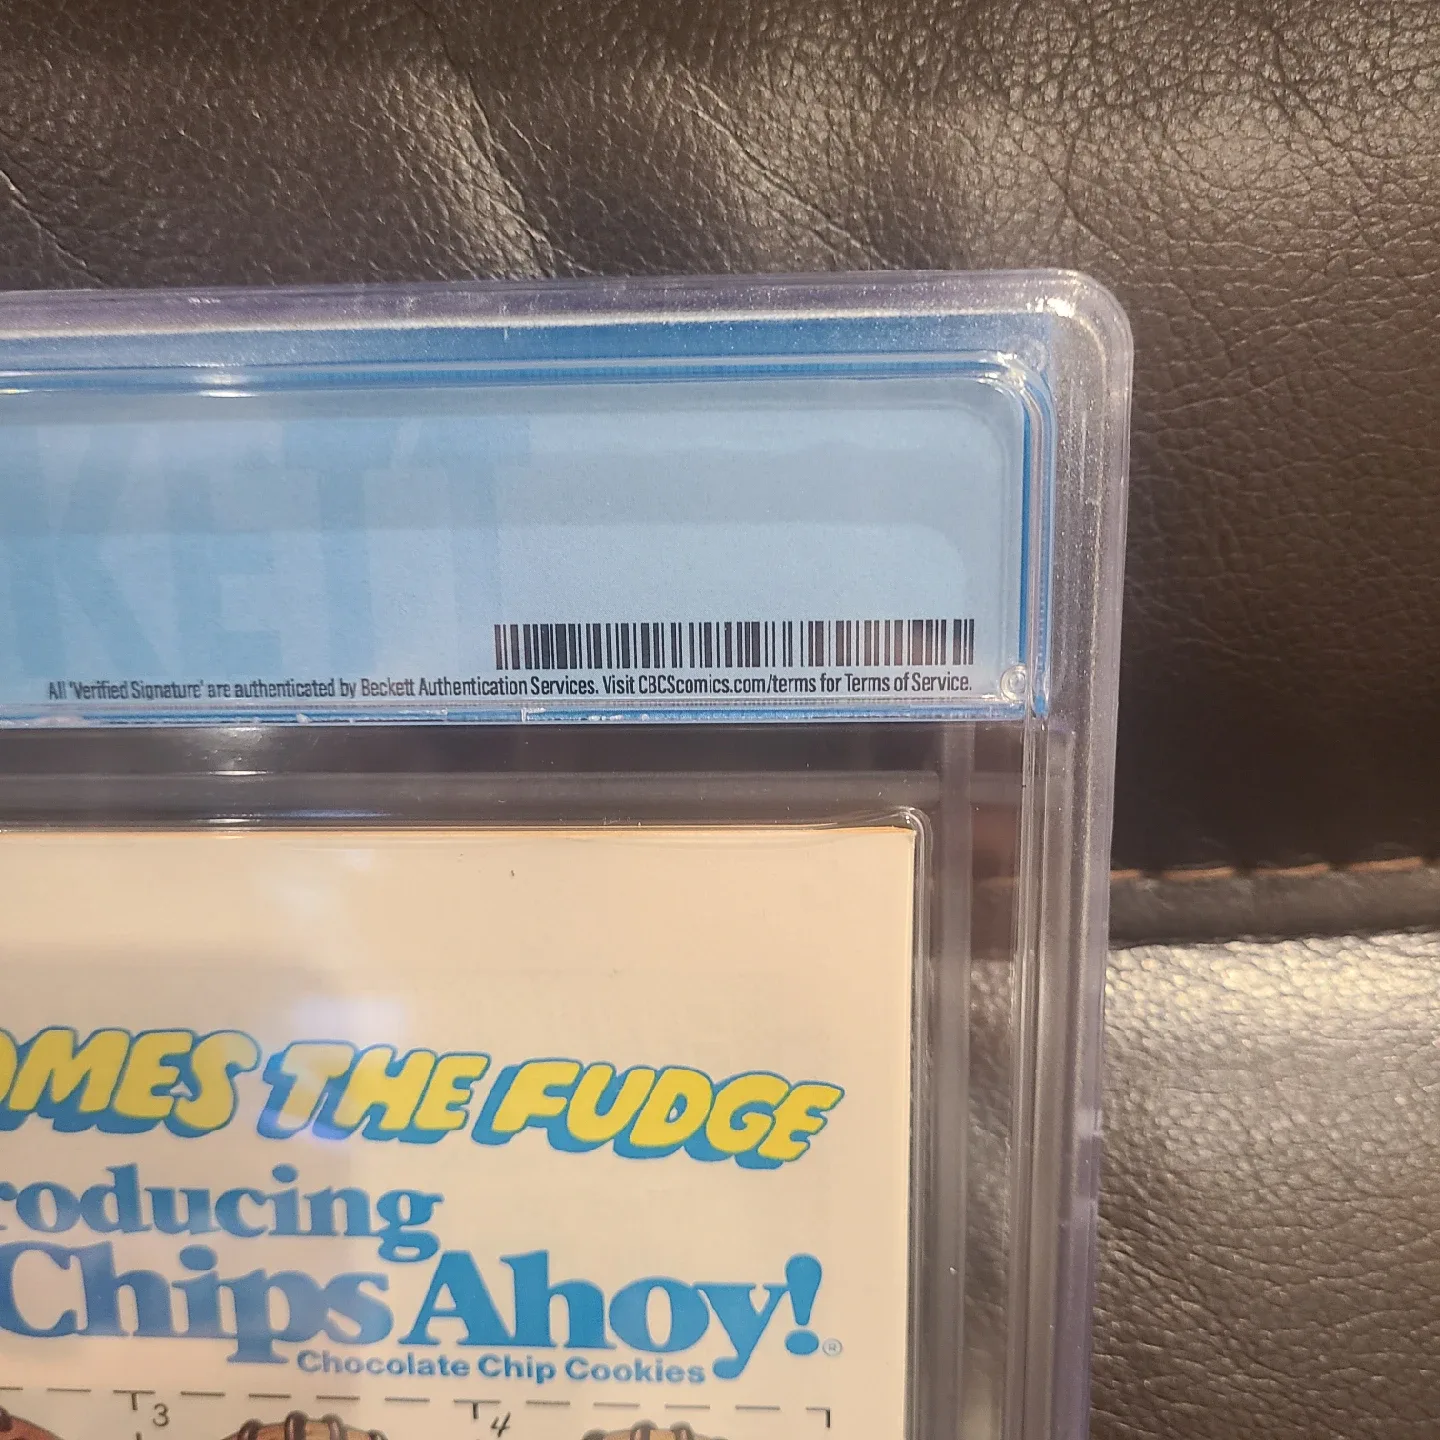 KETT
All 'Verified Signature' are authenticated by Beckett Authentication Services. Visit CBCScomics.com/terms for Terms of Service.
OMES THE FUDGE
roducing
Chips Ahoy!®
Chocolate Chip Cookies
3 4